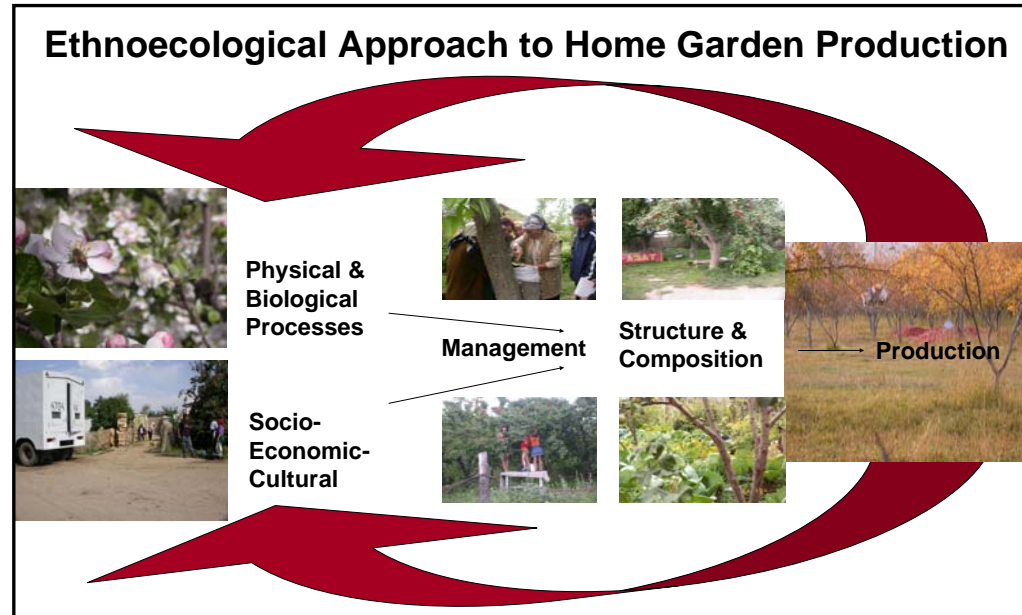 Ethnoecological Approach to Home Garden Production
Physical &
Biological
Processes
Management
Structure &
Composition
Production
Socio-
Economic-
Cultural